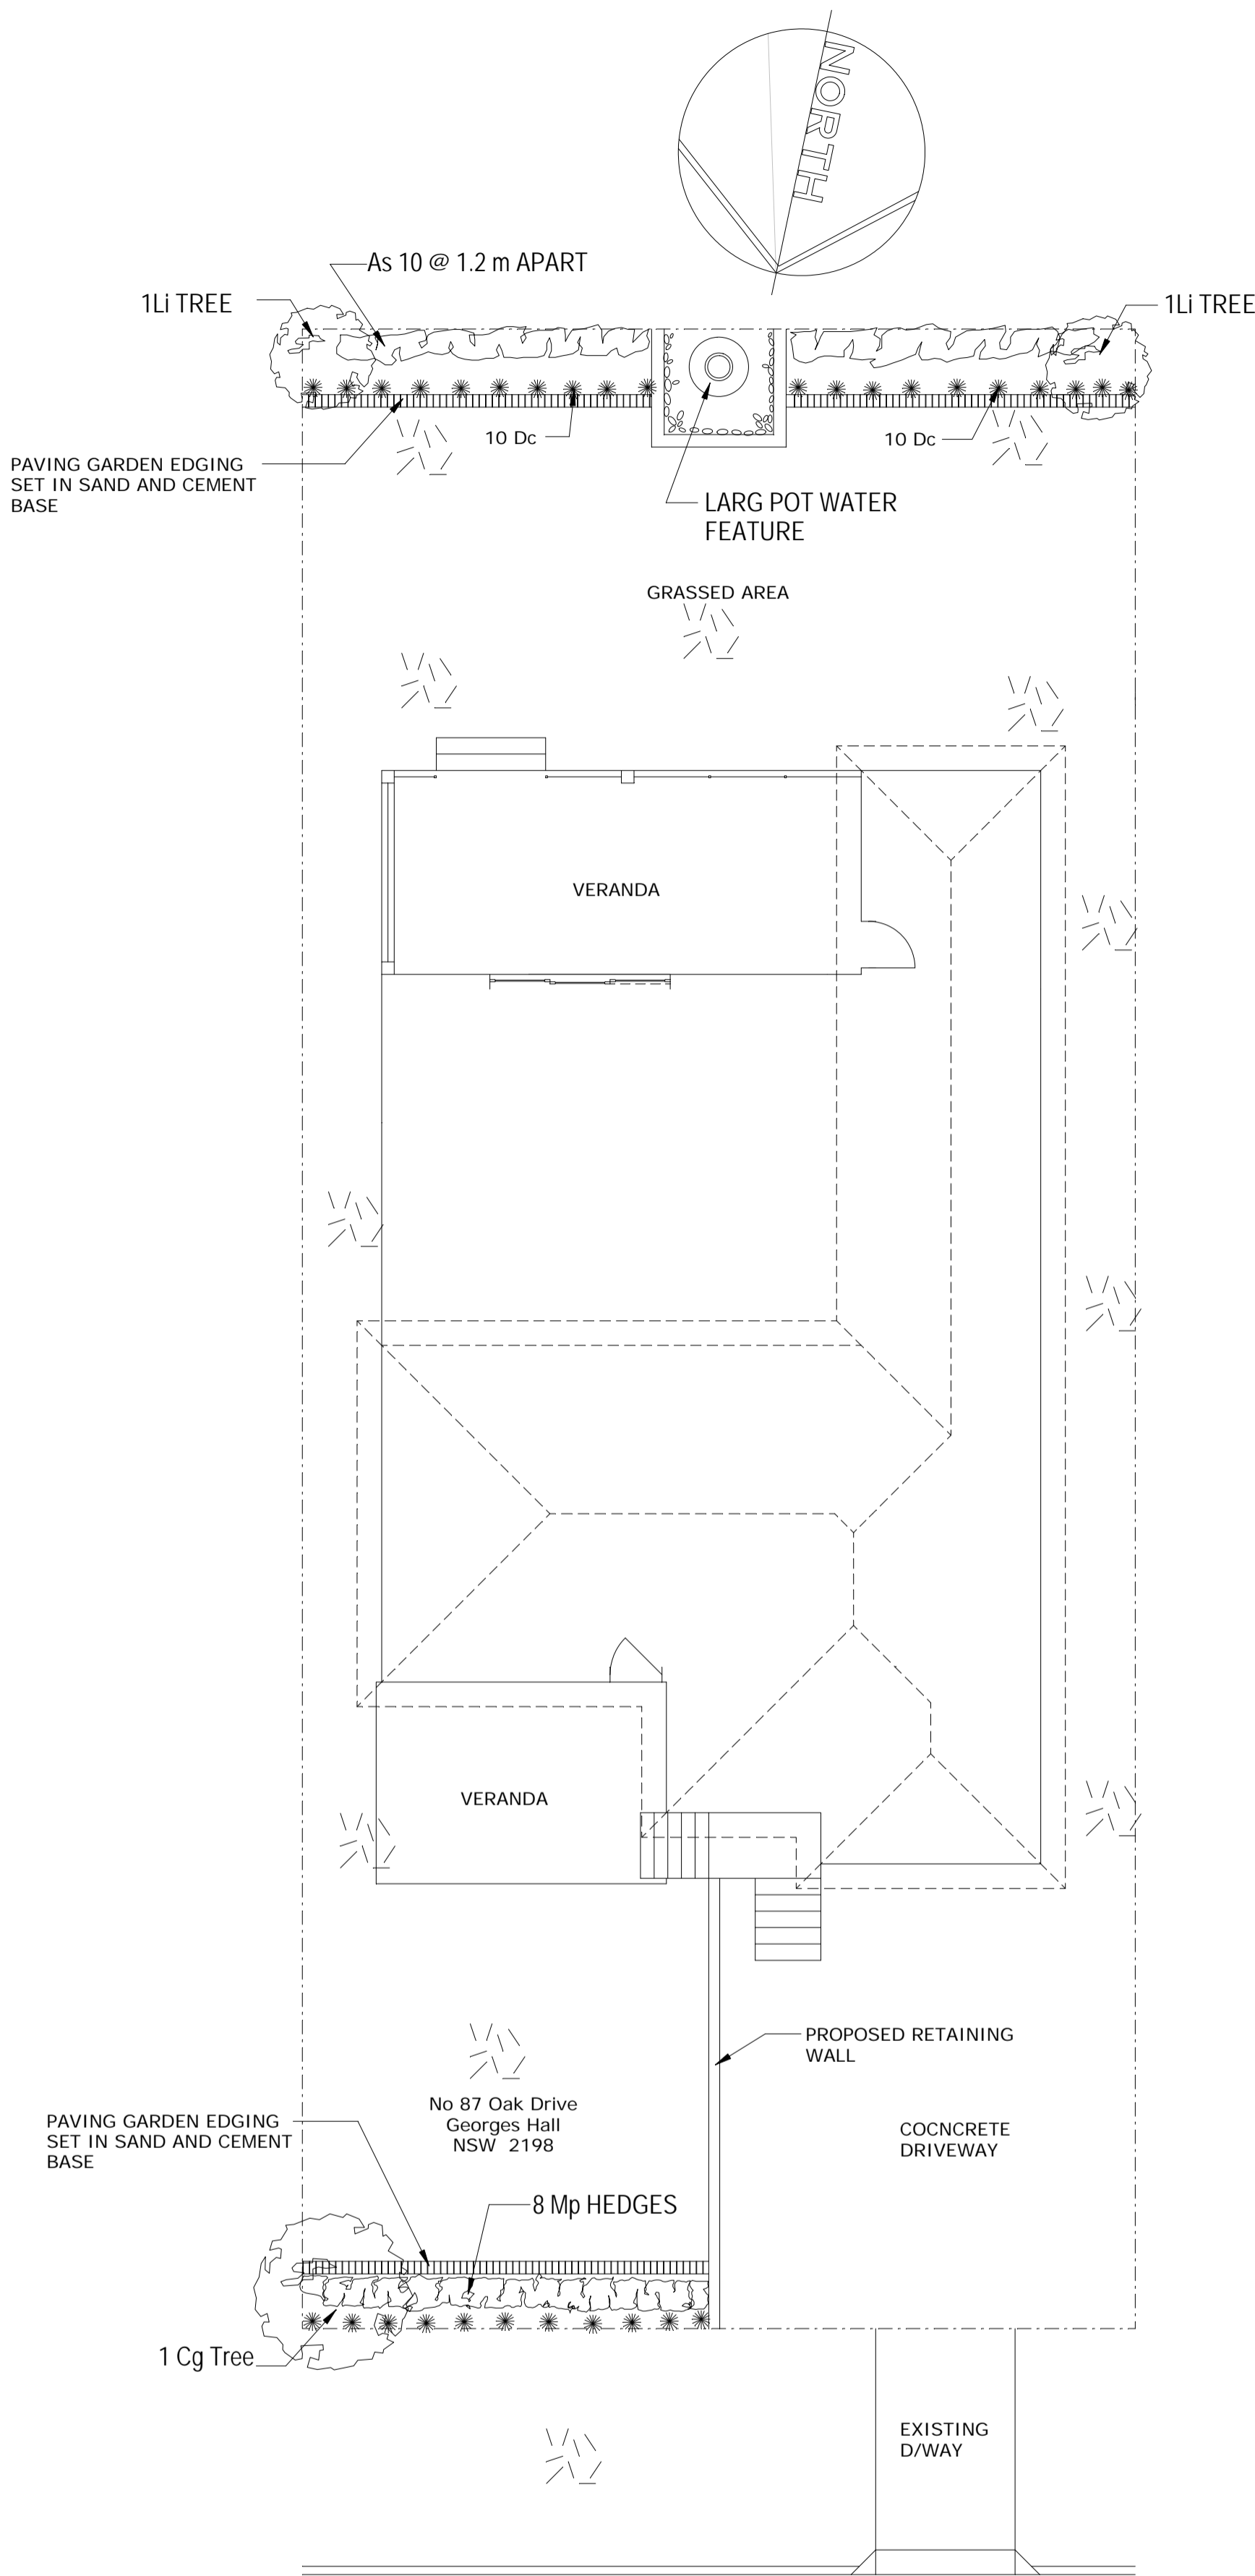 NORTH
As 10 @ 1.2 m APART
1Li TREE
1Li TREE
10 Dc
10 Dc
PAVING GARDEN EDGING
SET IN SAND AND CEMENT
BASE
LARG POT WATER
FEATURE
GRASSED AREA
VERANDA
VERANDA
PROPOSED RETAINING
WALL
No 87 Oak Drive
Georges Hall
NSW 2198
PAVING GARDEN EDGING
SET IN SAND AND CEMENT
BASE
COCNCRETE
DRIVEWAY
8 Mp HEDGES
1 Cg Tree
EXISTING
D/WAY